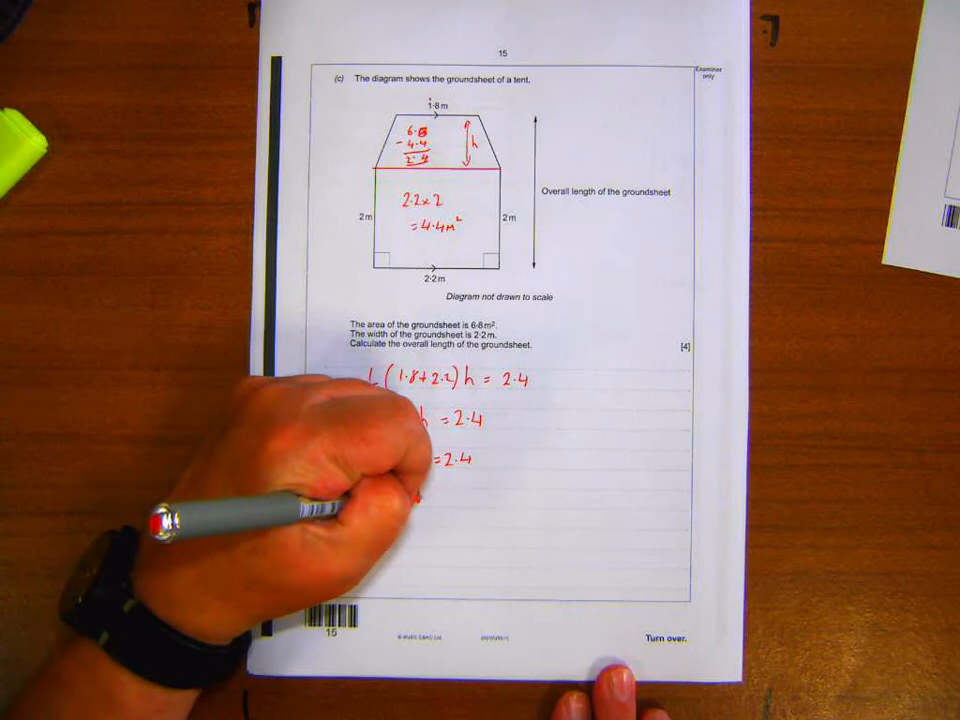 15
Examiner
only
(c) The diagram shows the groundsheet of a tent.
1·8 m
6·8
- 4·4
2·4
h
Overall length of the groundsheet
2·2 x 2
= 4·4m²
2 m
2 m
2·2 m
Diagram not drawn to scale
The area of the groundsheet is 6·8 m².
The width of the groundsheet is 2·2 m.
Calculate the overall length of the groundsheet.
[4]
(1·8 + 2·2) h = 2·4
h = 2·4
= 2·4
15
Turn over.